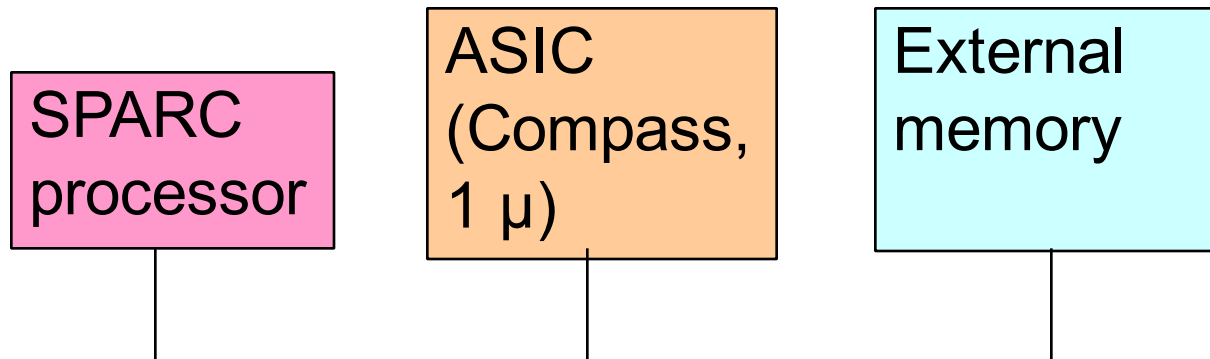 SPARC
processor
ASIC
(Compass,
1 µ)
External
memory